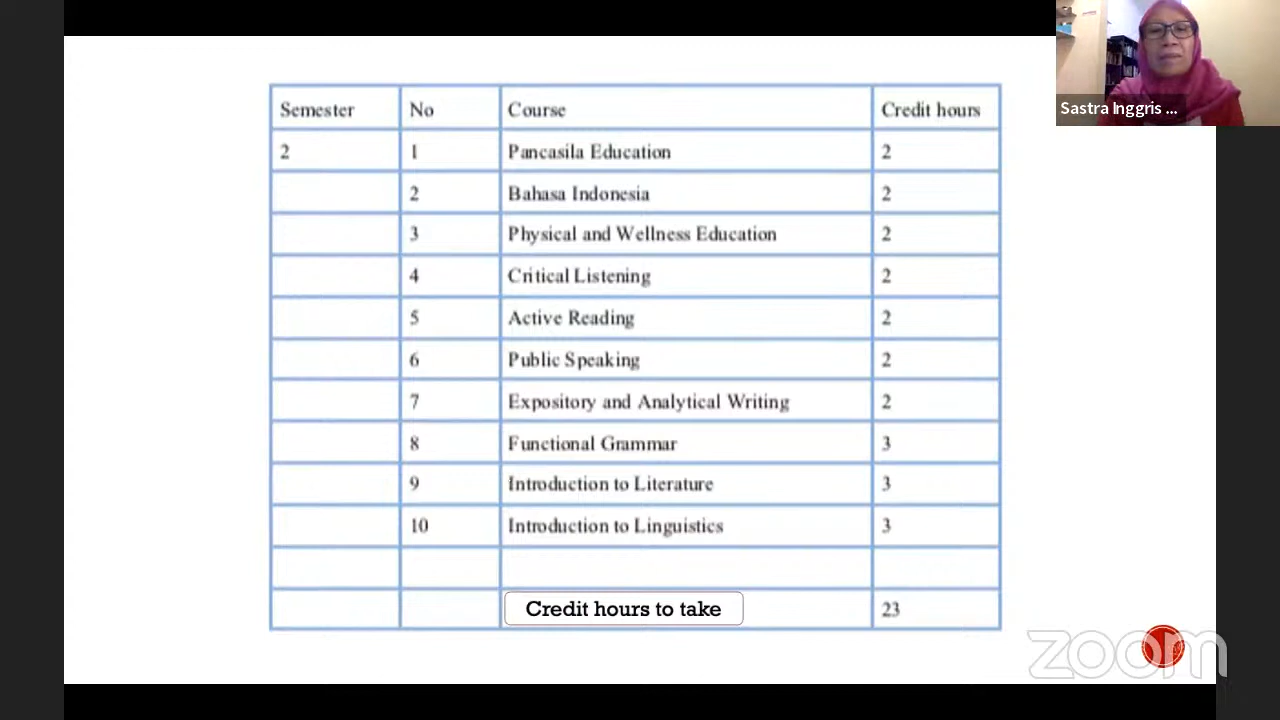 Sastra Inggris ...
Semester No Course Credit hours
2 1 Pancasila Education 2
2 Bahasa Indonesia 2
3 Physical and Wellness Education 2
4 Critical Listening 2
5 Active Reading 2
6 Public Speaking 2
7 Expository and Analytical Writing 2
8 Functional Grammar 3
9 Introduction to Literature 3
10 Introduction to Linguistics 3
Credit hours to take 23
zoom